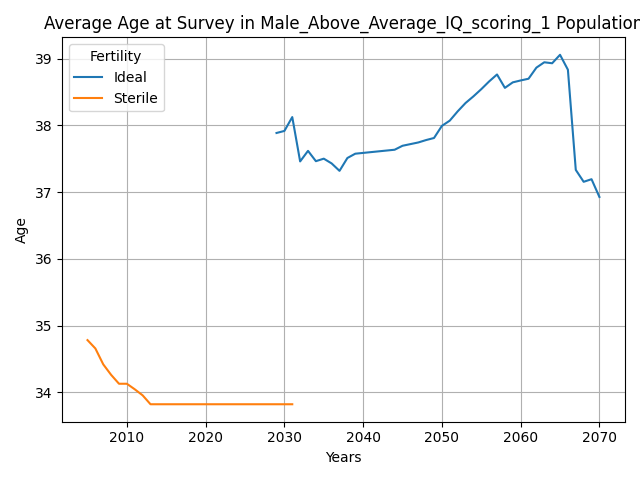 Average Age at Survey in Male_Above_Average_IQ_scoring_1 Population
Fertility
Ideal
Sterile
39
38
37
36
35
34
Age
2010 2020 2030 2040 2050 2060 2070
Years